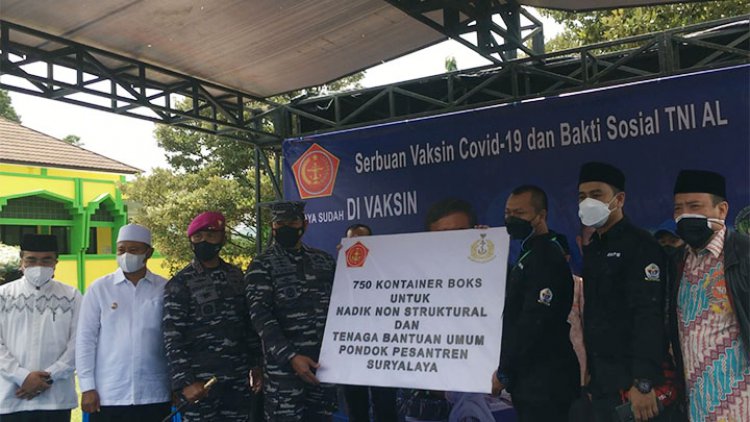 Serbuan Vaksin Covid-19 dan Bakti Sosial TNI AL
DI VAKSIN
SUDAH
750 KONTAINER BOKS
UNTUK
NADIK NON STRUKTURAL
DAN
TENAGA BANTUAN UMUM
PONDOK PESANTREN
SURYALAYA